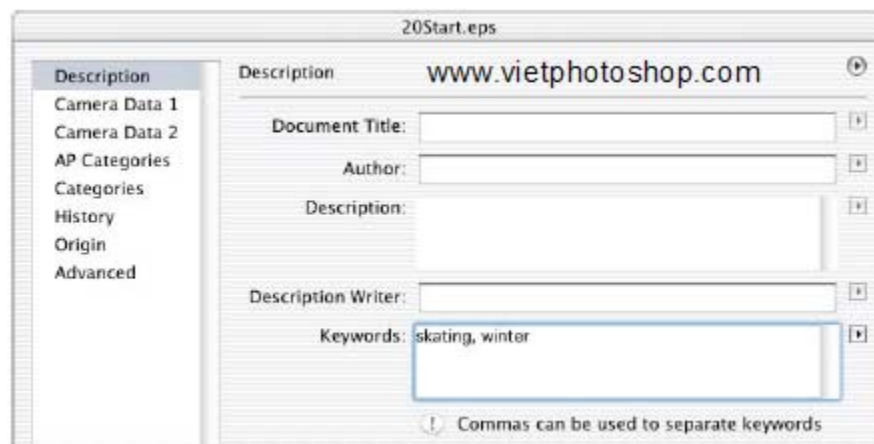 20Start.eps
Description
Camera Data 1
Camera Data 2
AP Categories
Categories
History
Origin
Advanced
Description www.vietphotoshop.com
Document Title:
Author:
Description:
Description Writer:
Keywords: skating, winter
! Commas can be used to separate keywords